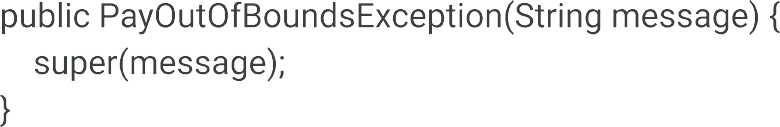 public PayOutOfBoundsException(String message) {
    super(message);
}